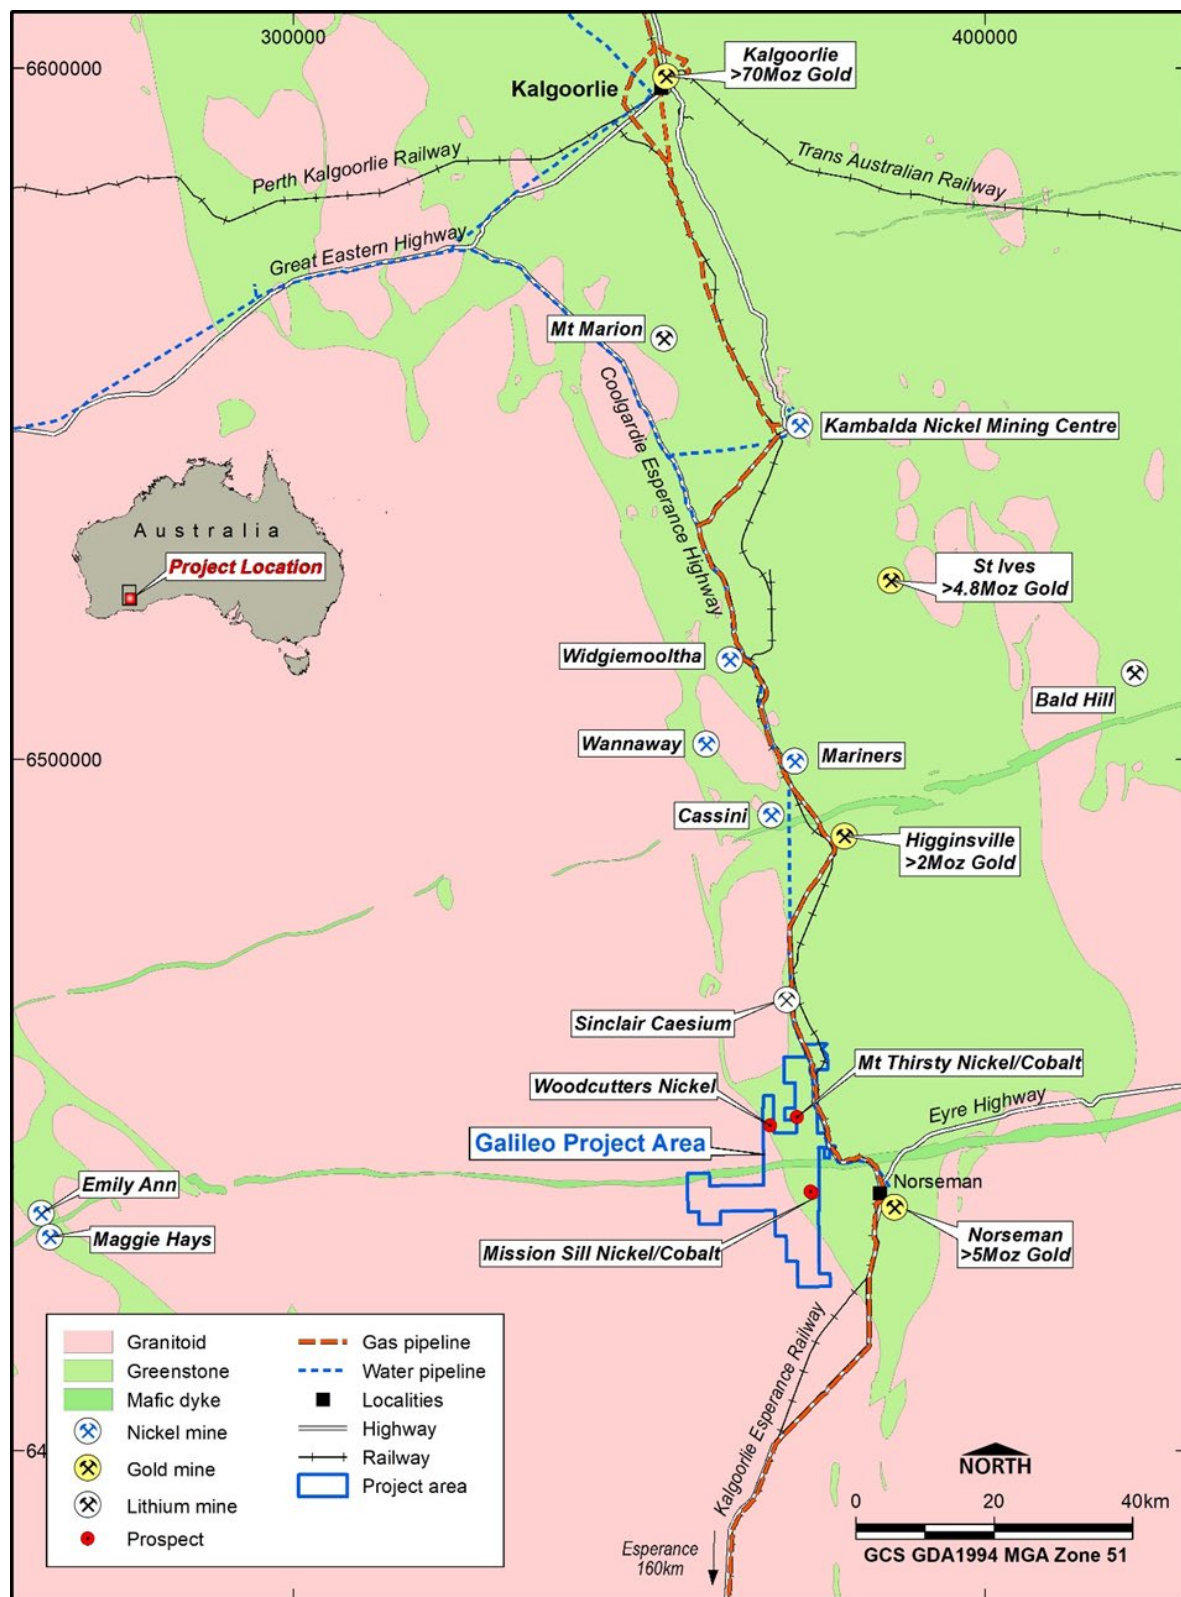 300000
400000
6600000
Kalgoorlie
Kalgoorlie
>70Moz Gold
Perth Kalgoorlie Railway
Trans Australian Railway
Great Eastern Highway
Mt Marion
Coolgardie Esperance Highway
Kambalda Nickel Mining Centre
Australia
Project Location
St Ives
>4.8Moz Gold
Widgiemooltha
Bald Hill
Wannaway
Mariners
6500000
Cassini
Higginsville
>2Moz Gold
Sinclair Caesium
Mt Thirsty Nickel/Cobalt
Woodcutters Nickel
Eyre Highway
Galileo Project Area
Emily Ann
Norseman
Maggie Hays
Mission Sill Nickel/Cobalt
Norseman
>5Moz Gold
Kalgoorlie Esperance Railway
Granitoid
Greenstone
Mafic dyke
Nickel mine
Gold mine
Lithium mine
Prospect
Gas pipeline
Water pipeline
Localities
Highway
Railway
Project area
64
NORTH
0 20 40km
GCS GDA1994 MGA Zone 51
Esperance
160km